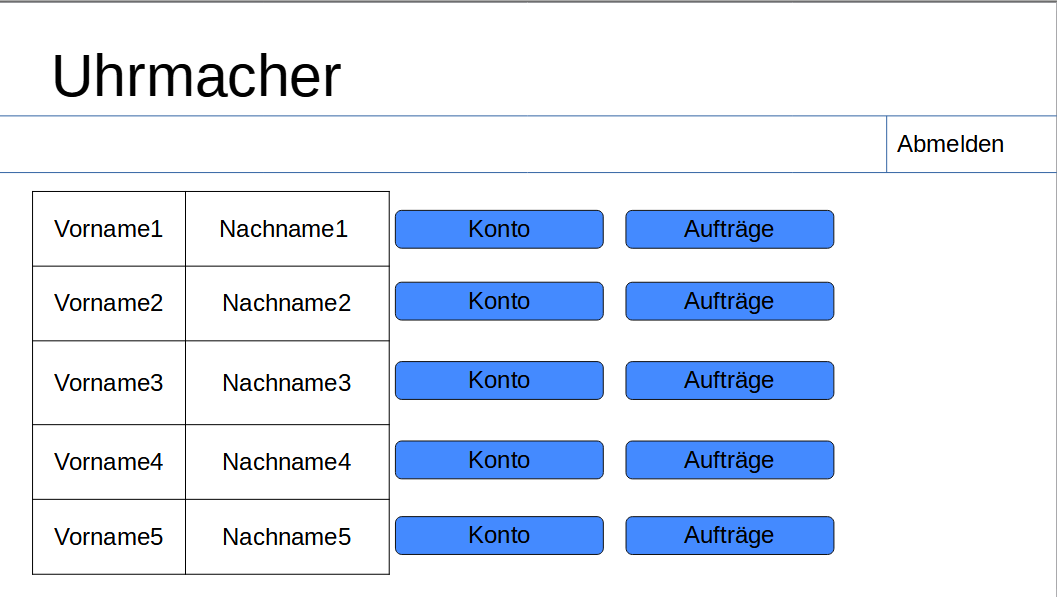 Uhrmacher
Abmelden
Vorname1 Nachname1 Konto Aufträge
Vorname2 Nachname2 Konto Aufträge
Vorname3 Nachname3 Konto Aufträge
Vorname4 Nachname4 Konto Aufträge
Vorname5 Nachname5 Konto Aufträge